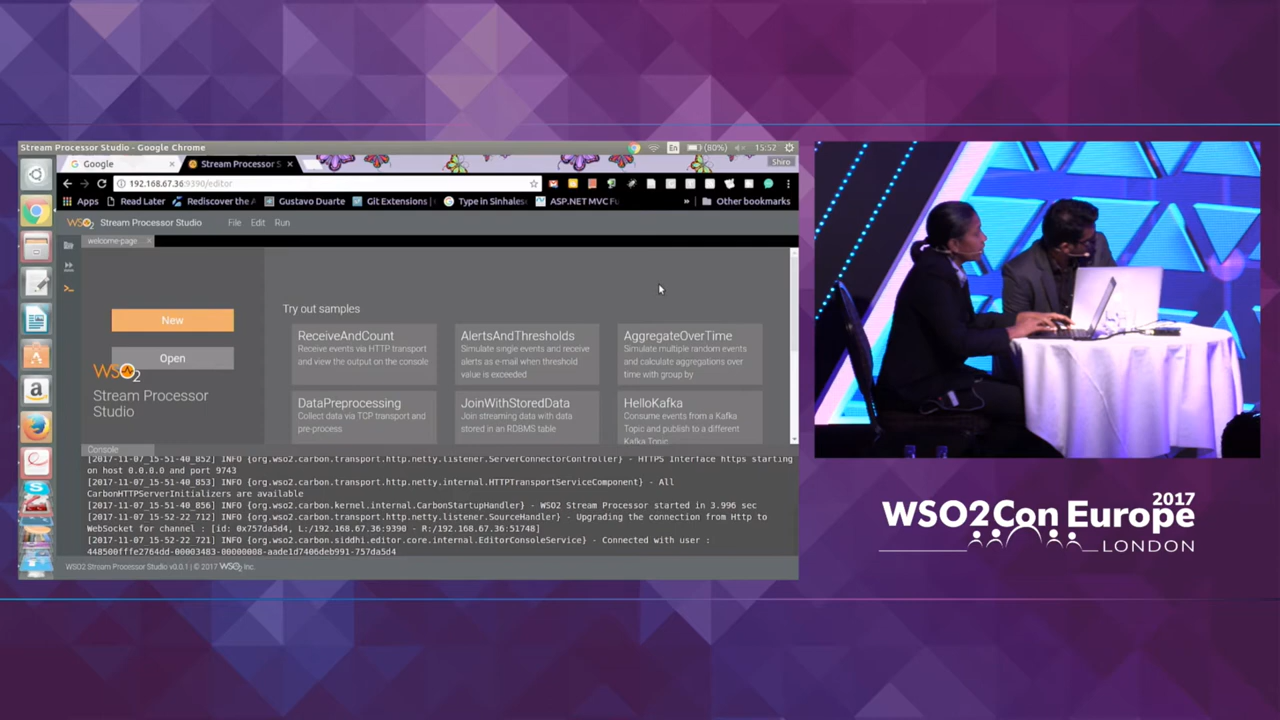 Stream Processor Studio - Google Chrome
En (80%) 15:52
Google × Stream Processor S × Shiro
192.168.67.36:9390/editor
Apps Read Later Rediscover the Gustavo Duarte Git Extensions Type in Sinhales ASP.NET MVC Fu » Other bookmarks
WSO2 Stream Processor Studio File Edit Run
welcome-page ×
New
Open
WSO2
Stream Processor
Studio
Try out samples
ReceiveAndCount
Receive events via HTTP transport
and view the output on the console
AlertsAndThresholds
Simulate single events and receive
alerts as e-mail when threshold
value is exceeded
AggregateOverTime
Simulate multiple random events
and calculate aggregations over
time with group by
DataPreprocessing
Collect data via TCP transport and
pre-process
JoinWithStoredData
Join streaming data with data
stored in an RDBMS table
HelloKafka
Consume events from a Kafka
Topic and publish to a different
Kafka Topic
Console
[2017-11-07_15-51-40_852] INFO {org.wso2.carbon.transport.http.netty.listener.ServerConnectorController} - HTTPS Interface https starting
on host 0.0.0.0 and port 9743
[2017-11-07_15-51-40_853] INFO {org.wso2.carbon.transport.http.netty.internal.HTTPTransportServiceComponent} - All
CarbonHTTPServerInitializers are available
[2017-11-07_15-51-40_856] INFO {org.wso2.carbon.kernel.internal.CarbonStartupHandler} - WSO2 Stream Processor started in 3.996 sec
[2017-11-07_15-52-22_712] INFO {org.wso2.carbon.transport.http.netty.listener.SourceHandler} - Upgrading the connection from Http to
WebSocket for channel : [id: 0x757da5d4, L:/192.168.67.36:9390 - R:/192.168.67.36:51748]
[2017-11-07_15-52-22_721] INFO {org.wso2.carbon.siddhi.editor.core.internal.EditorConsoleService} - Connected with user :
448500fffe2764dd-00003483-00000008-aade1d7406deb991-757da5d4
WSO2 Stream Processor Studio v0.0.1 | © 2017 WSO2 Inc.
2017
WSO2Con Europe
LONDON